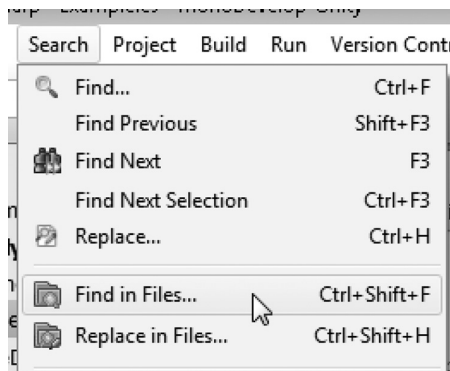 Search Project Build Run Version Cont
Find... Ctrl+F
Find Previous Shift+F3
Find Next F3
Find Next Selection Ctrl+F3
Replace... Ctrl+H
Find in Files... Ctrl+Shift+F
Replace in Files... Ctrl+Shift+H